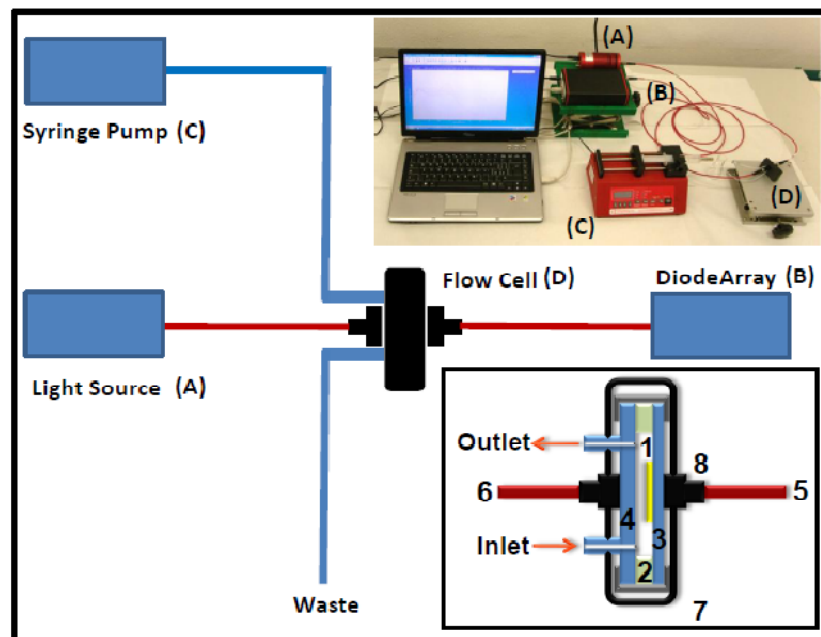 Syringe Pump (C)
(A)
(B)
(C)
(D)
Flow Cell (D)
DiodeArray (B)
Light Source (A)
Waste
Outlet
Inlet
1
8
6
5
4
3
2
7